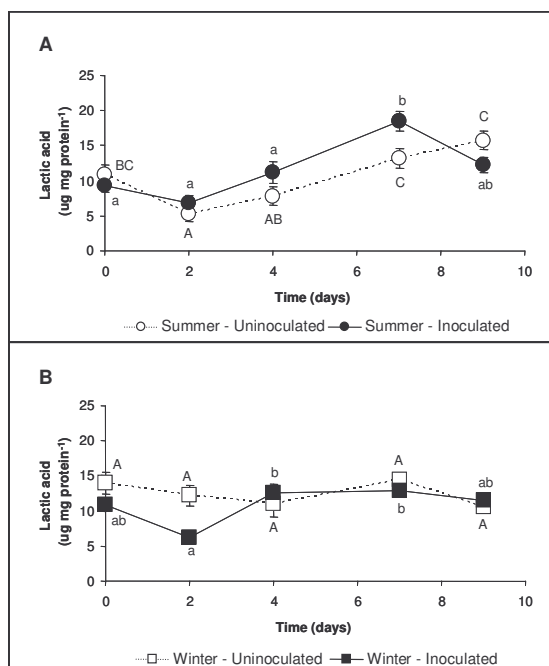 A
Lactic acid
(ug mg protein⁻¹)
25
20
15
10
5
0
BC
a
a
A
a
AB
b
C
C
ab
0 2 4 6 8 10
Time (days)
Summer - Uninoculated Summer - Inoculated
B
Lactic acid
(ug mg protein⁻¹)
25
20
15
10
5
0
A
ab
A
a
b
A
A
b
ab
A
0 2 4 6 8 10
Time (days)
Winter - Uninoculated Winter - Inoculated